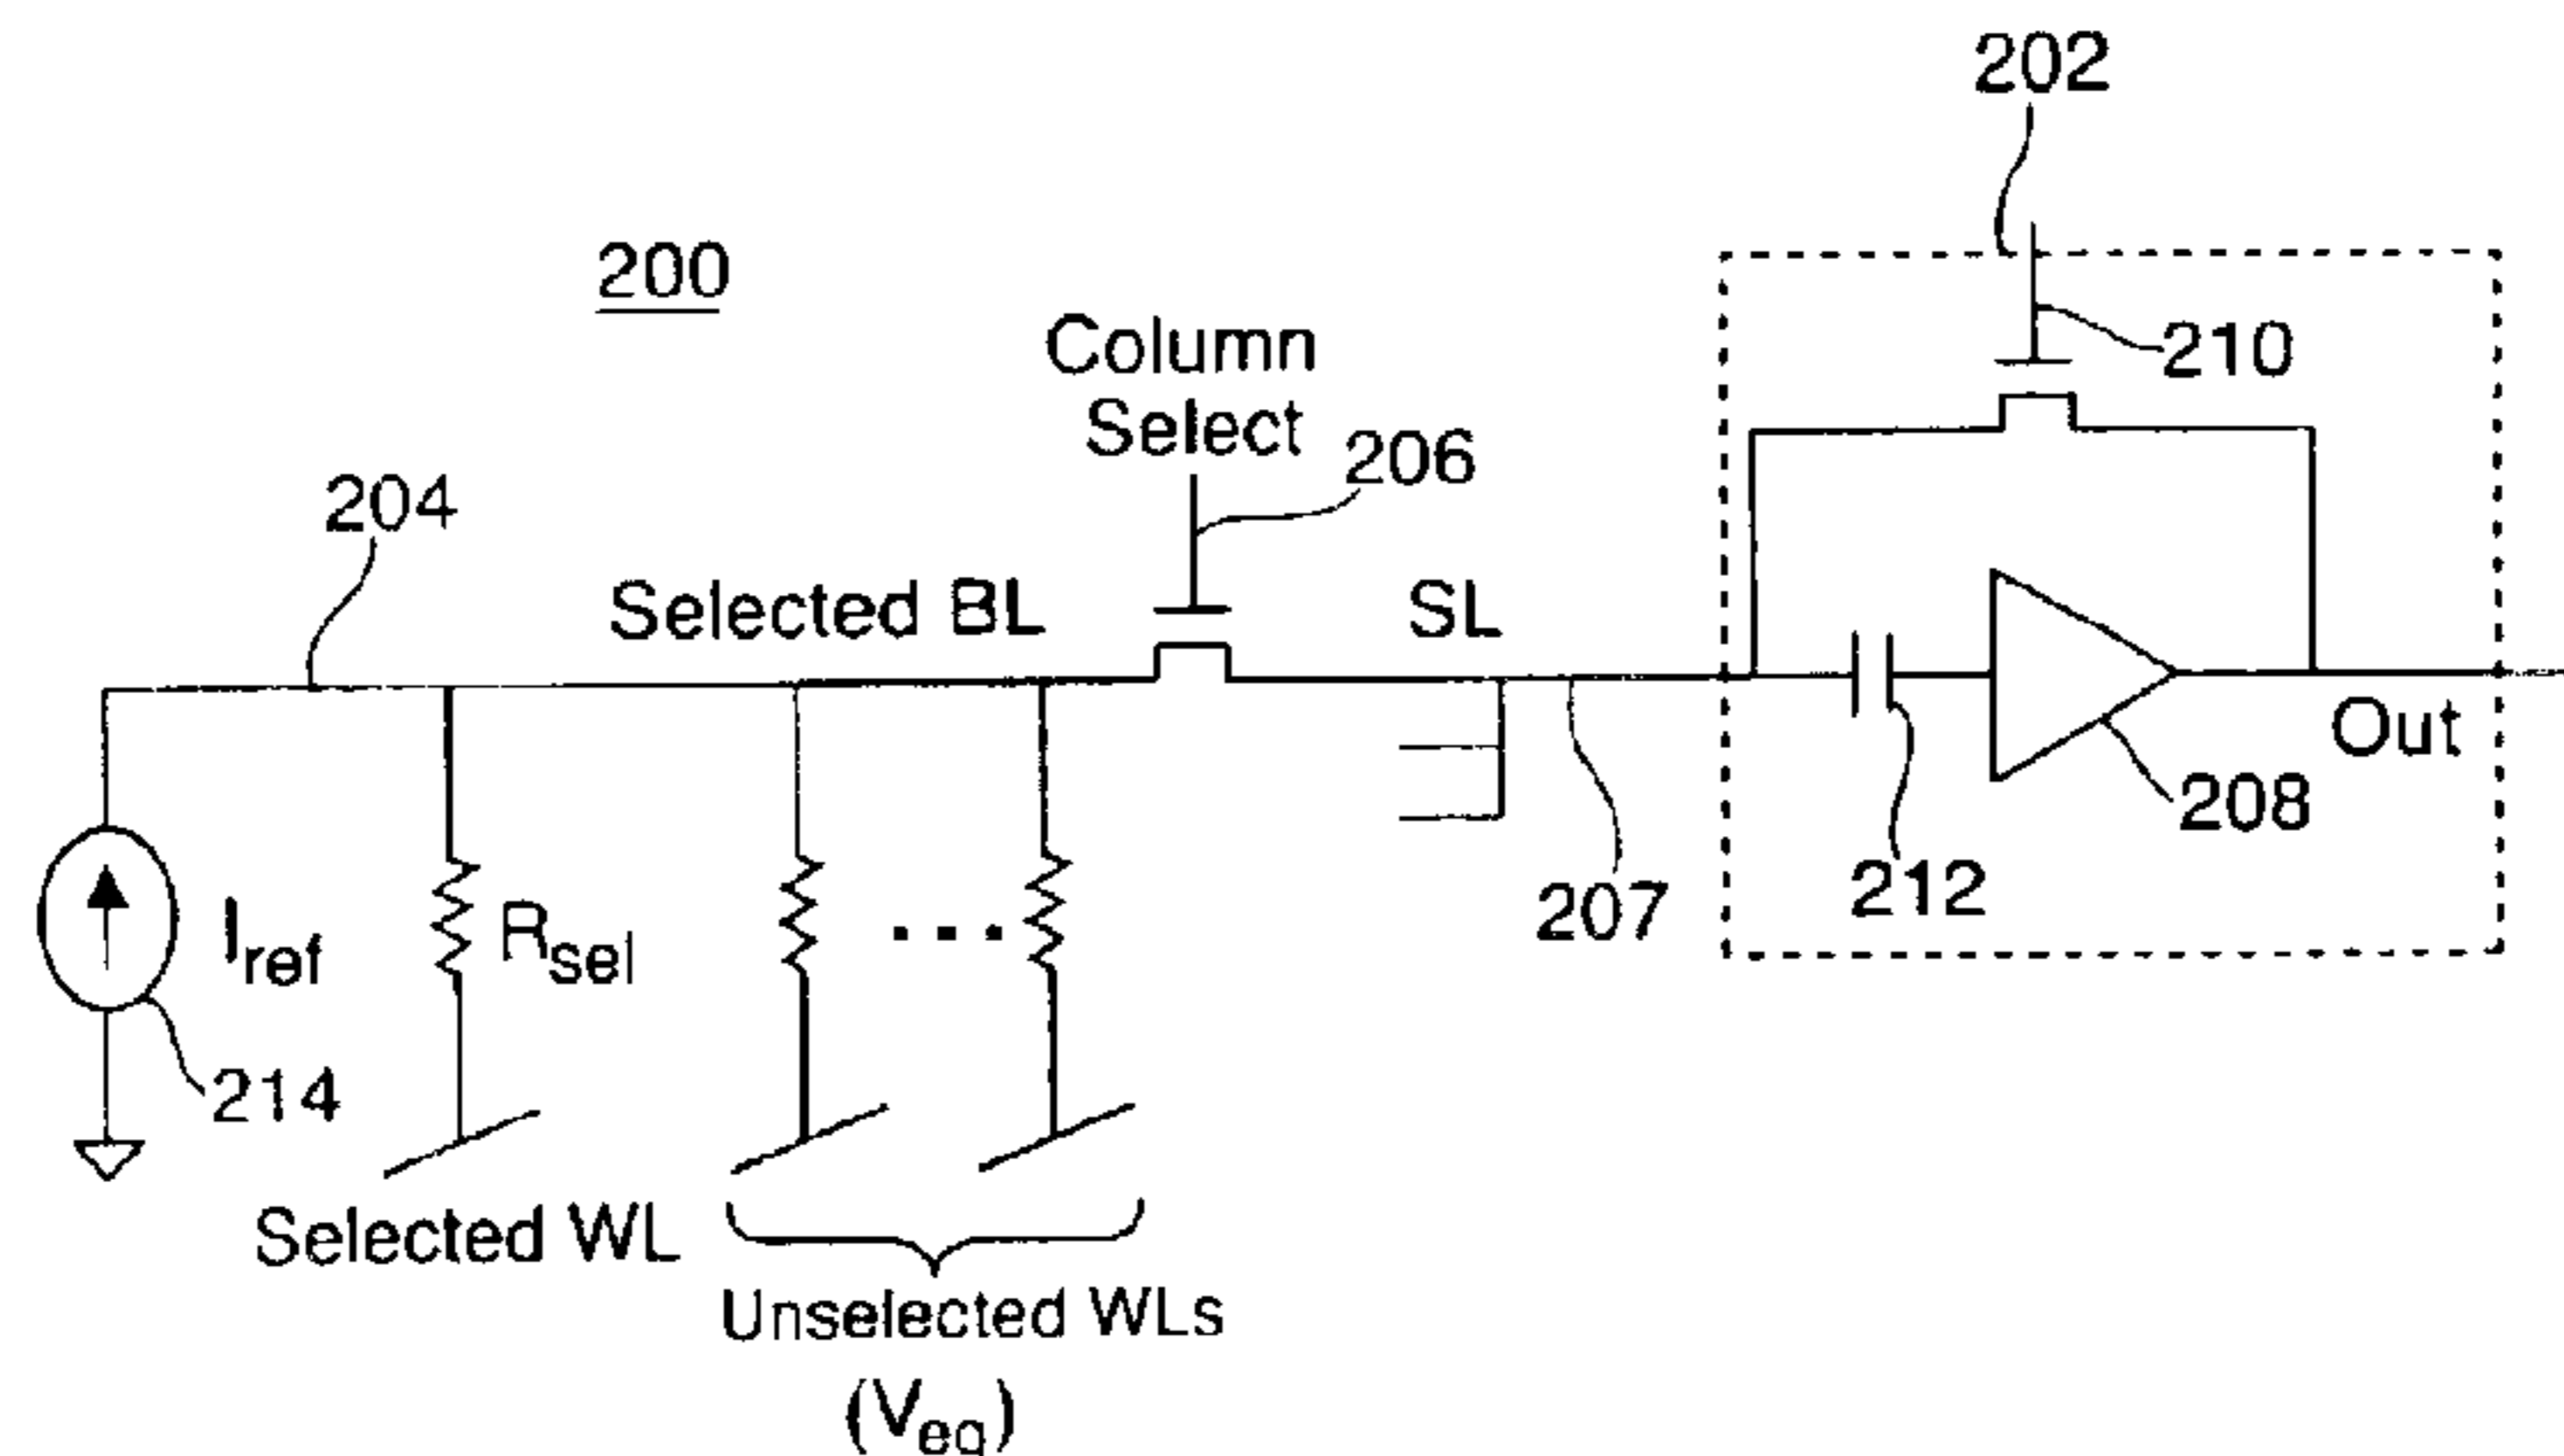 202
200
Column
Select
210
206
204
Selected BL
SL
Out
208
212
207
I_ref
R_sel
214
Selected WL
Unselected WLs
(V_eq)